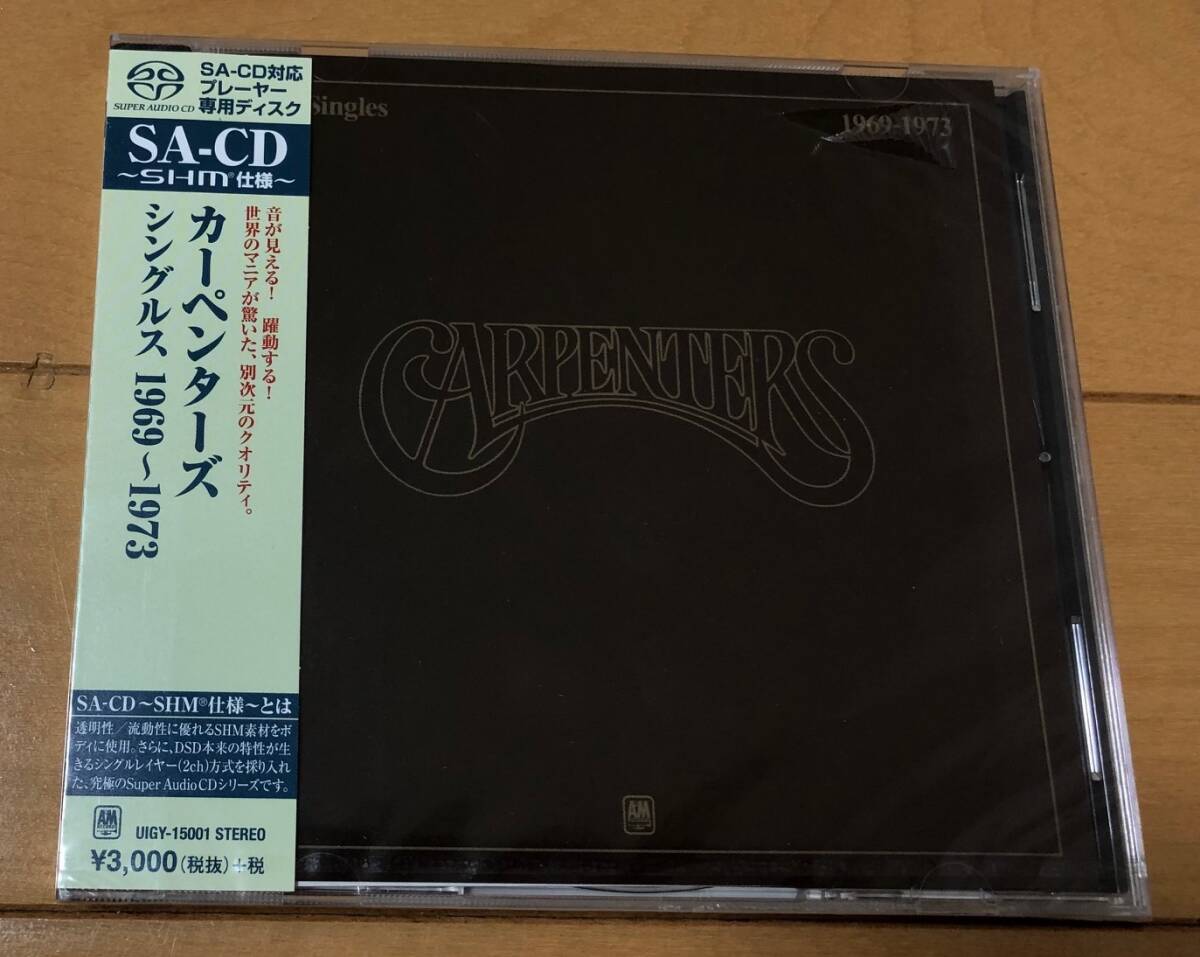 SUPER AUDIO CD
SA-CD対応
プレーヤー
専用ディスク
SA-CD
～SHM®仕様～
音が見える! 躍動する!
世界のマニアが驚いた、別次元のクオリティ。
カーペンターズ
シングルス 1969～1973
SA-CD～SHM®仕様～とは
透明性／流動性に優れるSHM素材をボ
ディに使用。さらに、DSD本来の特性が生
きるシングルレイヤー(2ch)方式を採り入れ
た、究極のSuper Audio CDシリーズです。
A&M
UIGY-15001 STEREO
¥3,000(税抜)+税
Singles
1969-1973
CARPENTERS
A&M